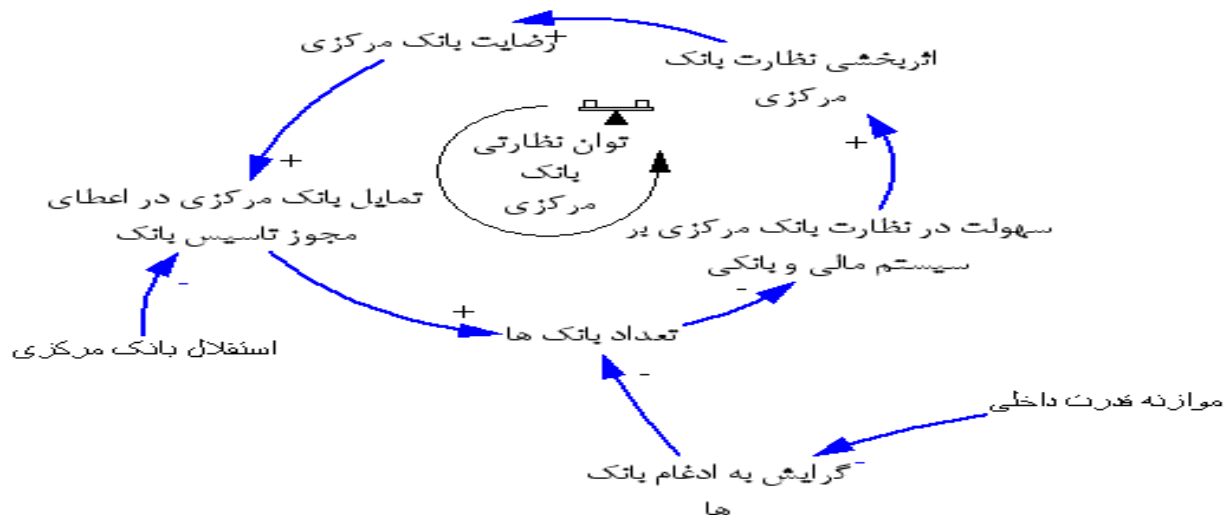 رضایت بانک مرکزی
+
اثربخشی نظارت بانک
مرکزی
توان نظارتی
بانک
مرکزی
+
+
تمایل بانک مرکزی در اعطای
مجوز تاسیس بانک
سهولت در نظارت بانک مرکزی بر
سیستم مالی و بانکی
-
-
+
تعداد بانک ها
استقلال بانک مرکزی
-
موازنه قدرت داخلی
-
گرایش به ادغام بانک
ها